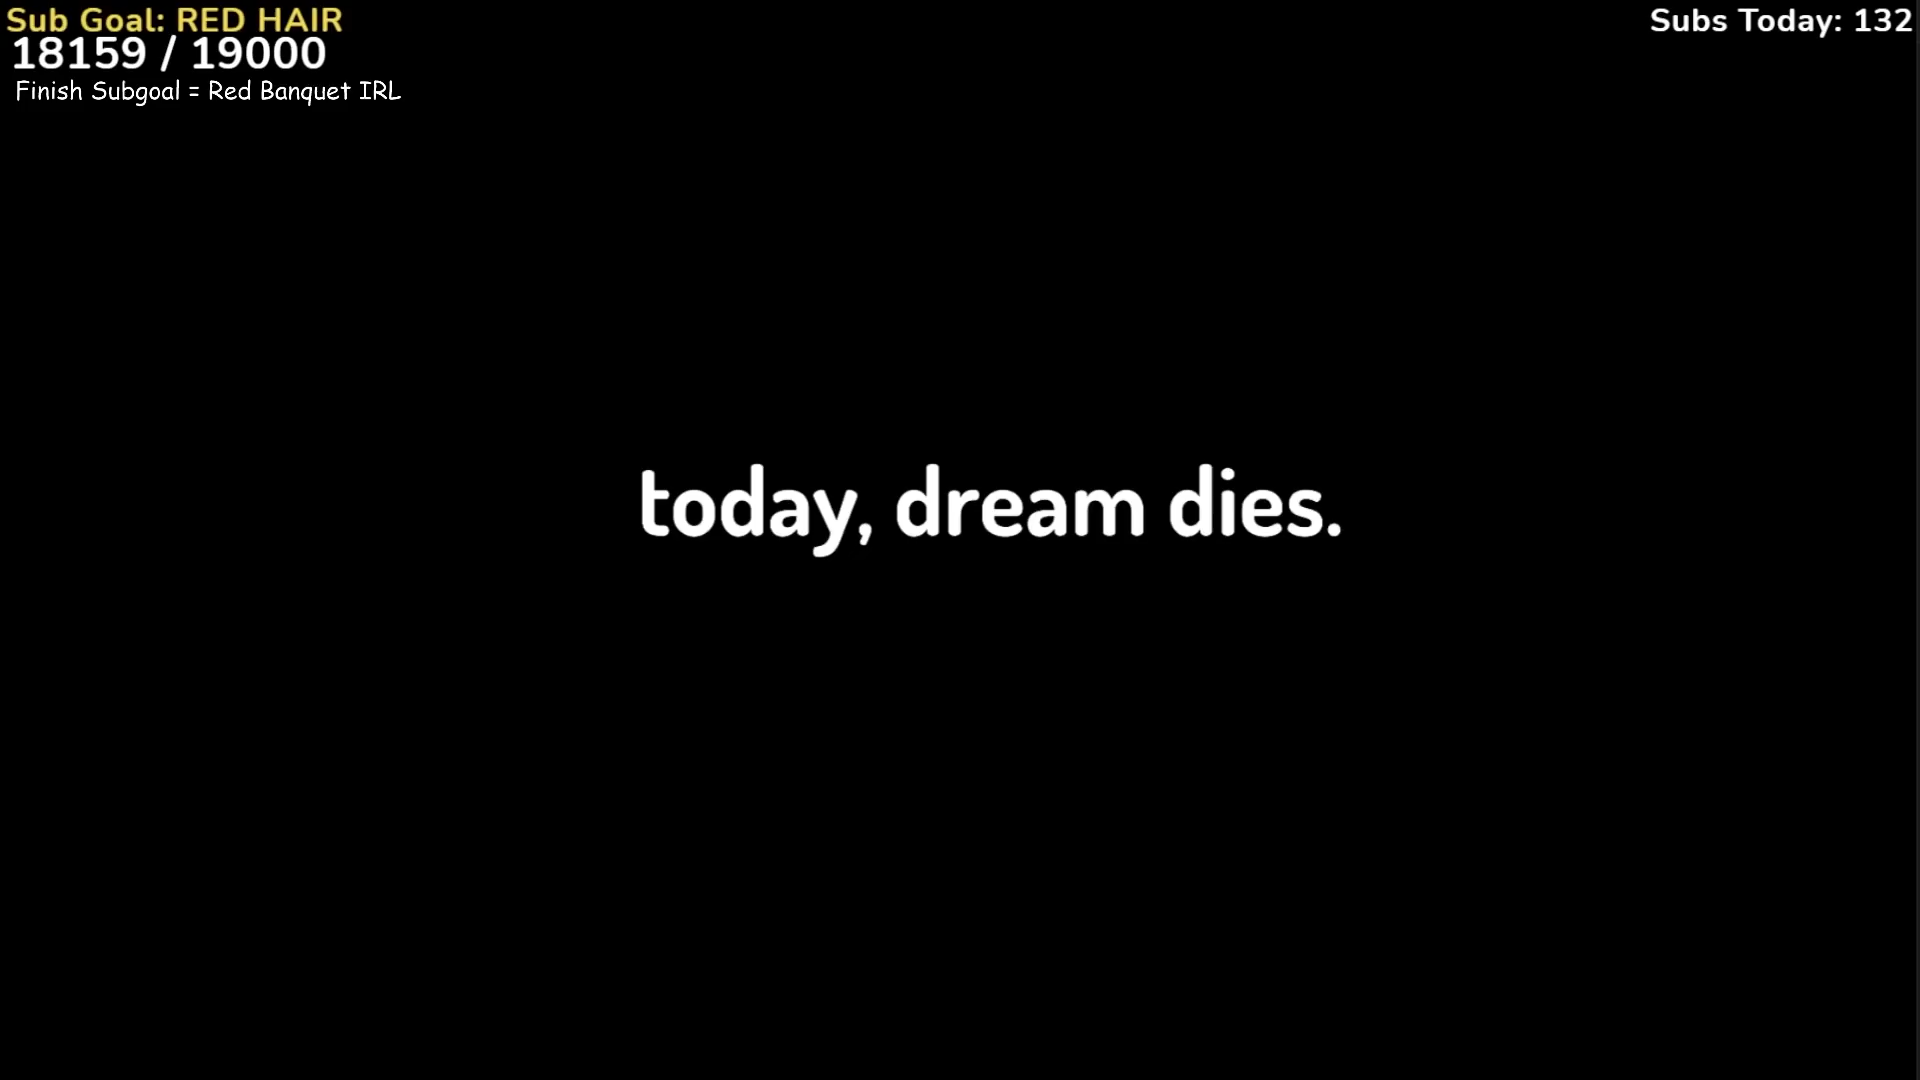 Sub Goal: RED HAIR
18159 / 19000
Finish Subgoal = Red Banquet IRL
Subs Today: 132
today, dream dies.